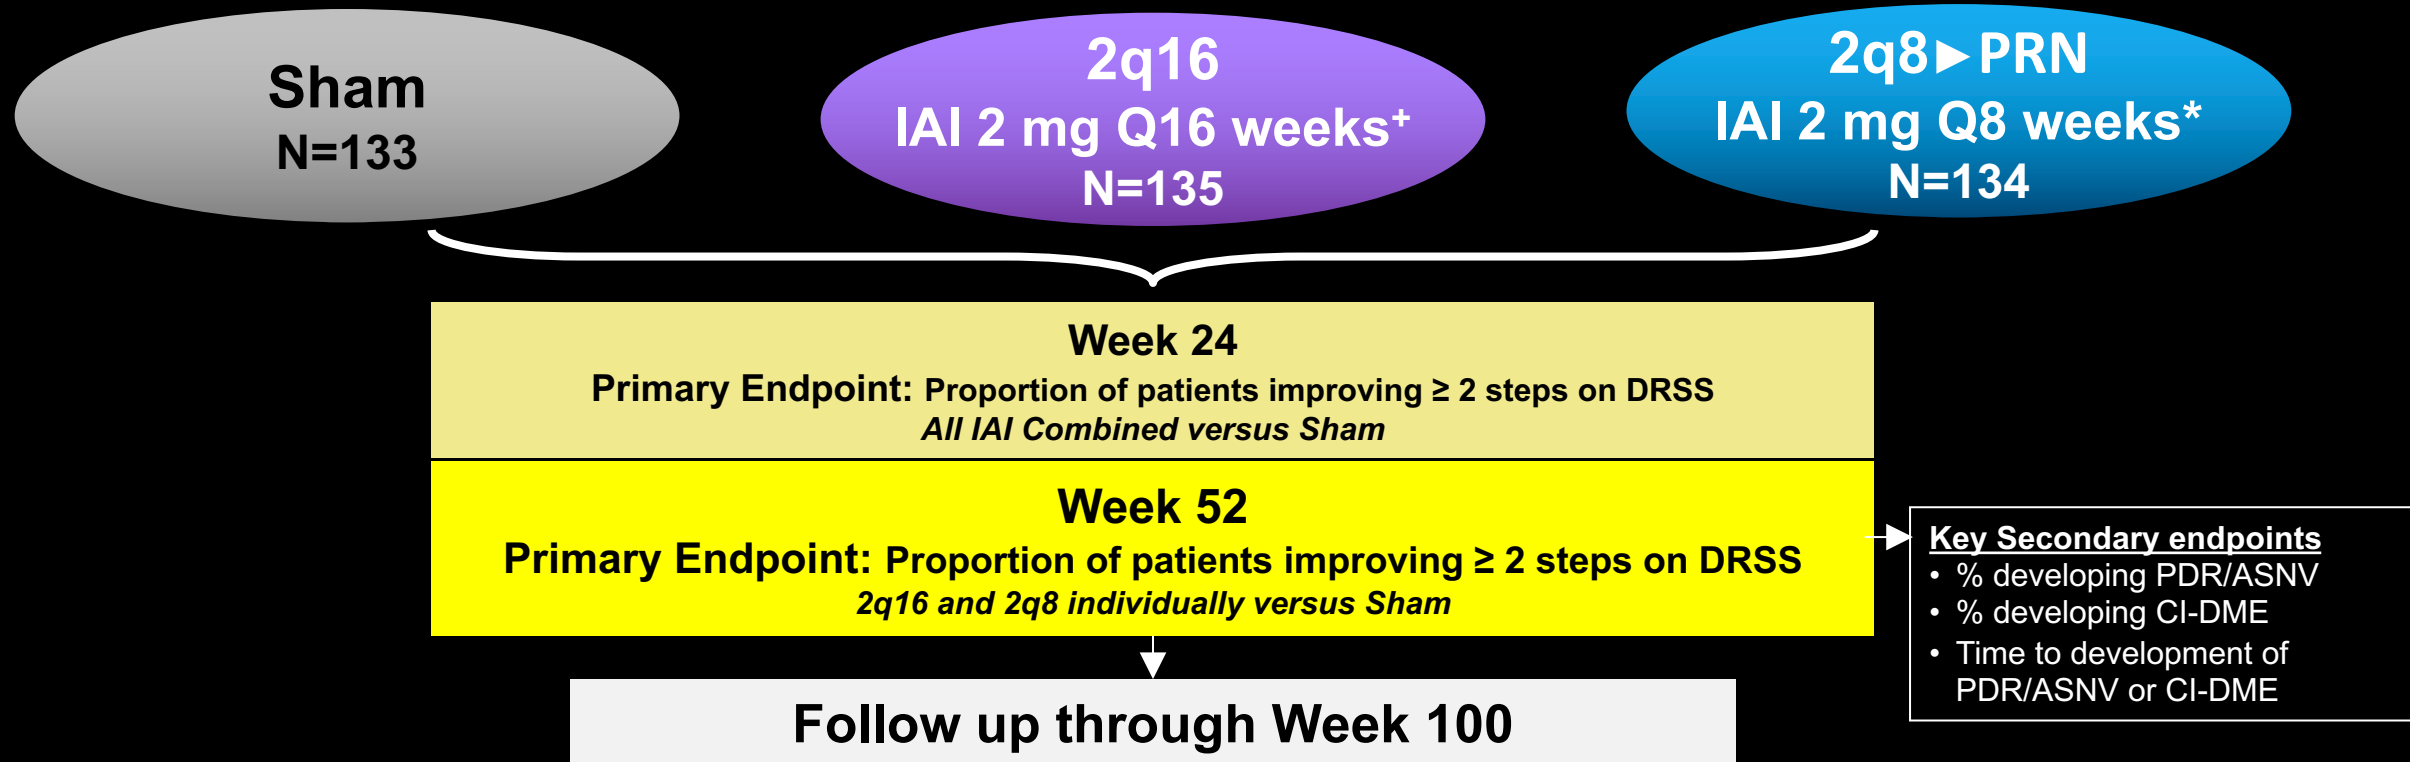 Sham
N=133
2q16
IAI 2 mg Q16 weeks⁺
N=135
2q8►PRN
IAI 2 mg Q8 weeks*
N=134
Week 24
Primary Endpoint: Proportion of patients improving ≥ 2 steps on DRSS
All IAI Combined versus Sham
Week 52
Primary Endpoint: Proportion of patients improving ≥ 2 steps on DRSS
2q16 and 2q8 individually versus Sham
Key Secondary endpoints
• % developing PDR/ASNV
• % developing CI-DME
• Time to development of
PDR/ASNV or CI-DME
Follow up through Week 100